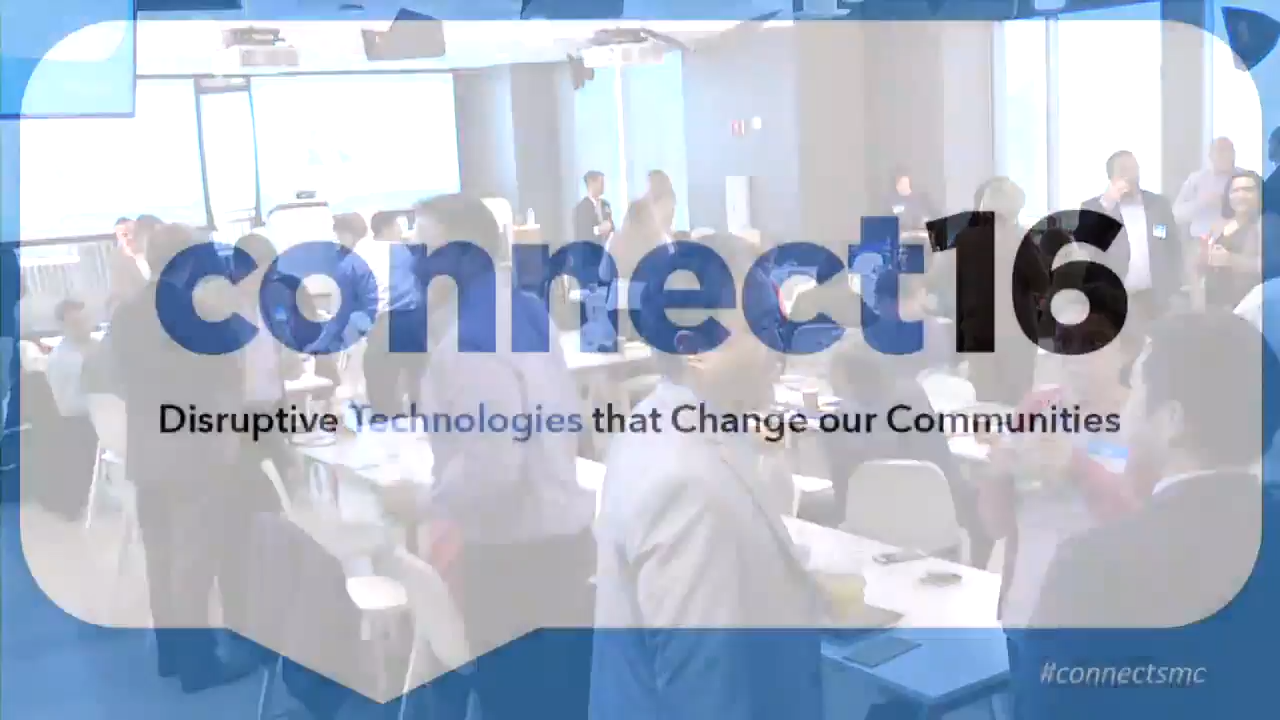 connect16
Disruptive Technologies that Change our Communities
#connectsmc